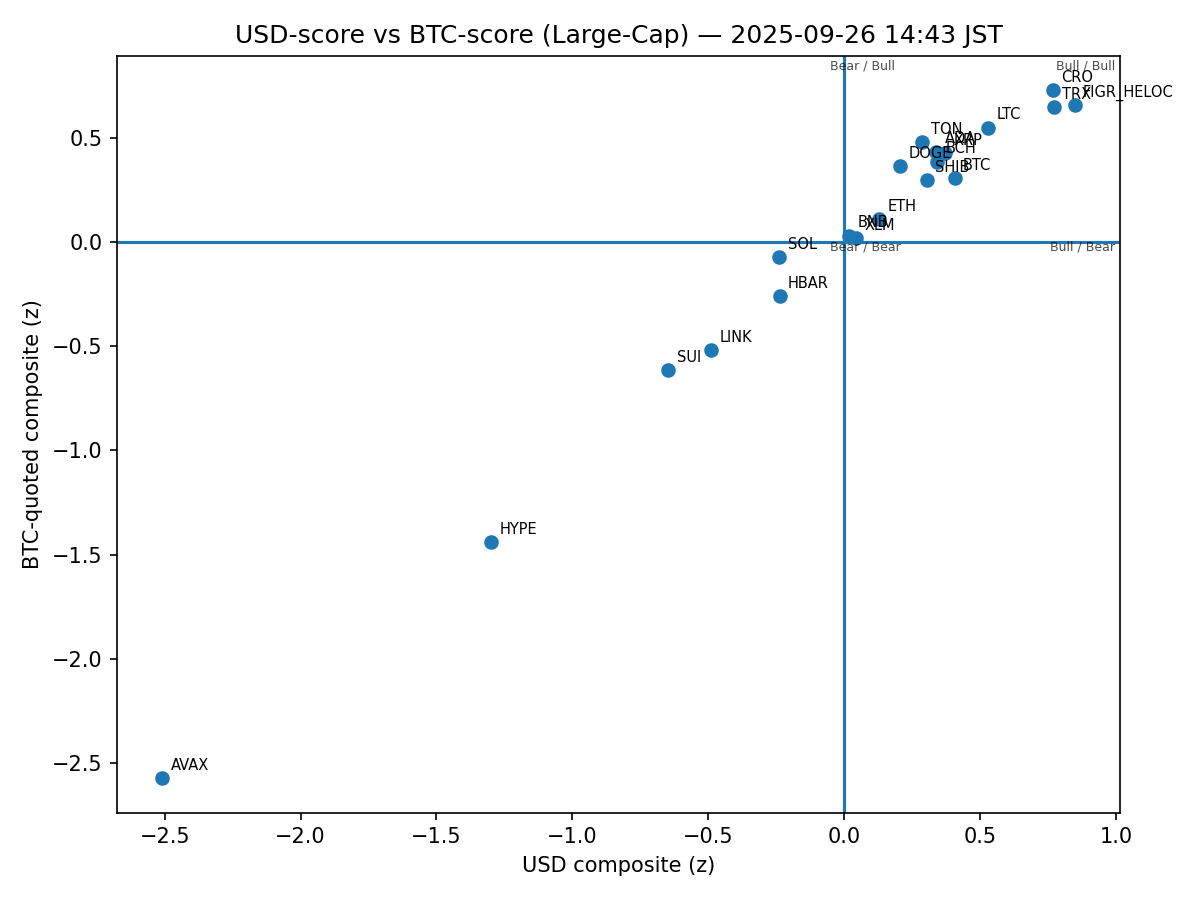 USD-score vs BTC-score (Large-Cap) — 2025-09-26 14:43 JST
Bear / Bull
Bull / Bull
CRO
TRX
FIGR_HELOC
LTC
TON
ADA
XRP
BCH
DOGE
SHIB
BTC
ETH
BNB
XLM
Bear / Bear
Bull / Bear
SOL
HBAR
LINK
SUI
HYPE
AVAX
0.5
0.0
−0.5
−1.0
−1.5
−2.0
−2.5
BTC-quoted composite (z)
−2.5
−2.0
−1.5
−1.0
−0.5
0.0
0.5
1.0
USD composite (z)